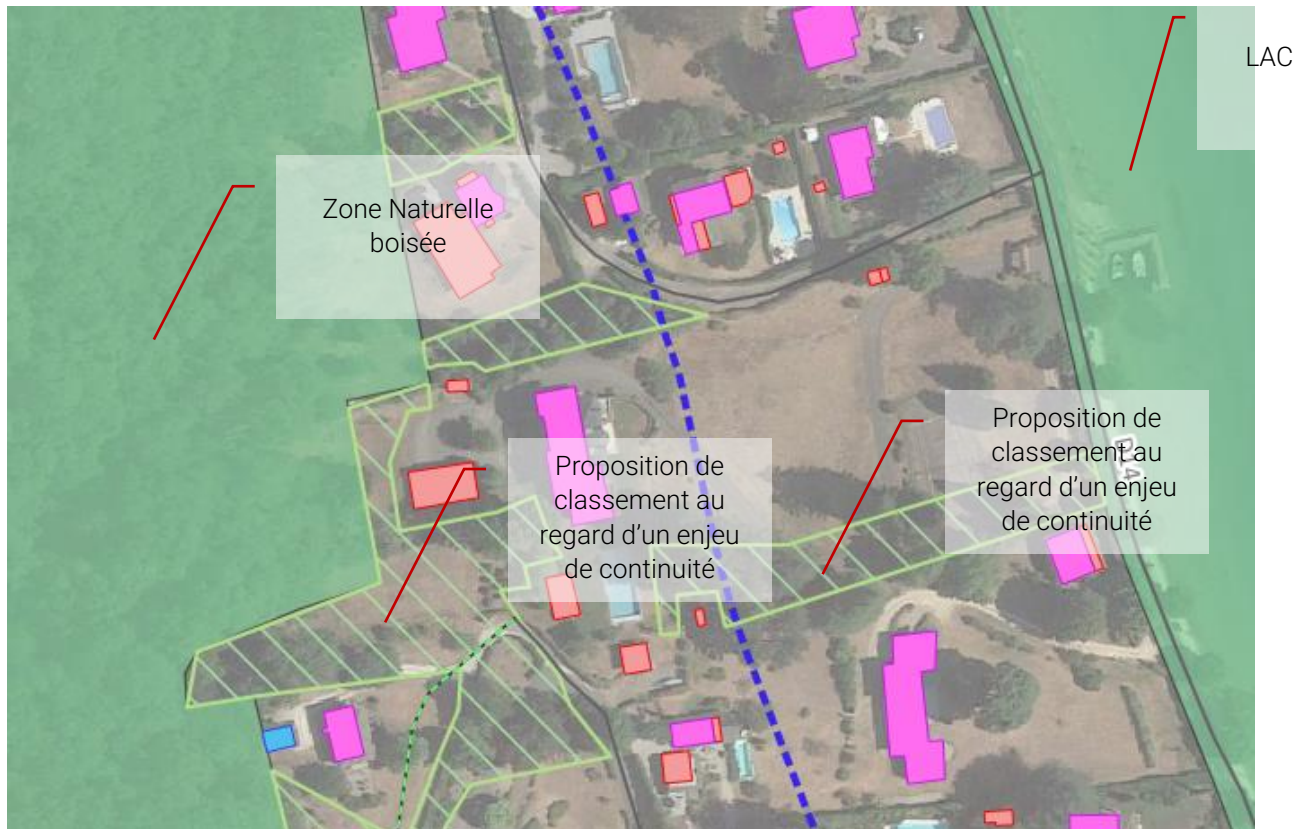 LAC
Zone Naturelle
boisée
Proposition de
classement au
regard d'un enjeu
de continuité
Proposition de
classement au
regard d'un enjeu
de continuité
D14